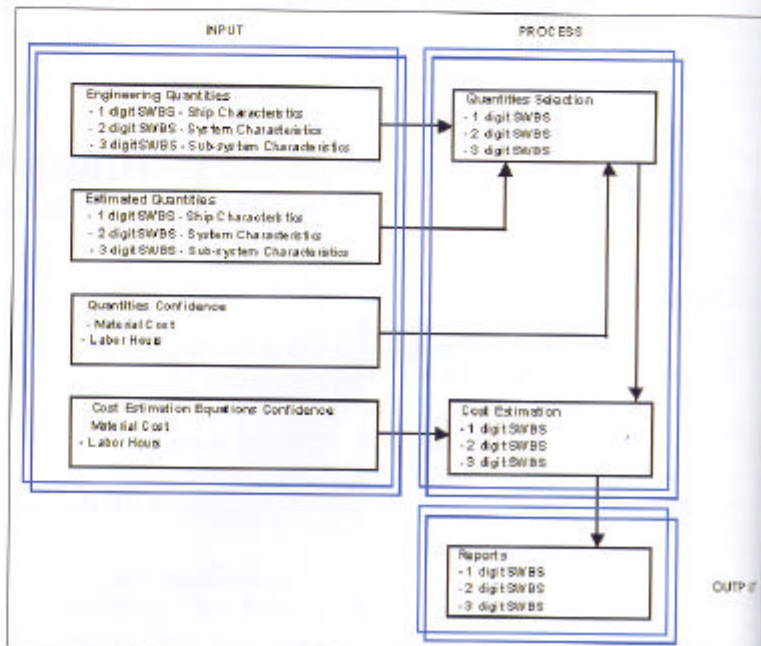 INPUT
Engineering Quantities
- 1 digit SWBS - Ship Characteristics
- 2 digit SWBS - System Characteristics
- 3 digit SWBS - Sub-system Characteristics
Estimated Quantities
- 1 digit SWBS - Ship Characteristics
- 2 digit SWBS - System Characteristics
- 3 digit SWBS - Sub-system Characteristics
Quantities Confidence
- Material Cost
- Labor Hours
Cost Estimation Equations Confidence
Material Cost
- Labor Hours
PROCESS
Quantities Selection
- 1 digit SWBS
- 2 digit SWBS
- 3 digit SWBS
Cost Estimation
- 1 digit SWBS
- 2 digit SWBS
- 3 digit SWBS
Reports
- 1 digit SWBS
- 2 digit SWBS
- 3 digit SWBS
OUTPU